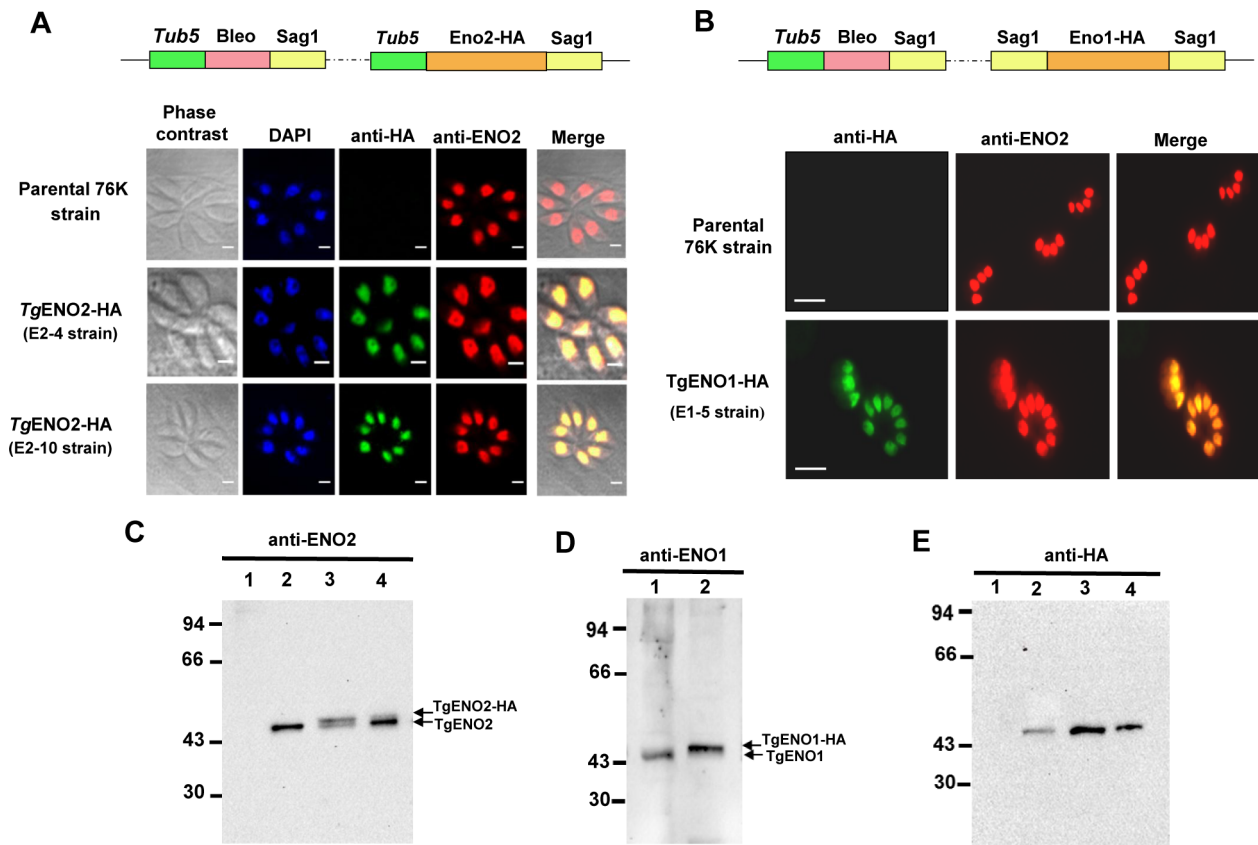 A
Tub5 Bleo Sag1 Tub5 Eno2-HA Sag1
Phase contrast DAPI anti-HA anti-ENO2 Merge
Parental 76K
strain
TgENO2-HA
(E2-4 strain)
TgENO2-HA
(E2-10 strain)
B
Tub5 Bleo Sag1 Sag1 Eno1-HA Sag1
anti-HA anti-ENO2 Merge
Parental
76K strain
TgENO1-HA
(E1-5 strain)
C
anti-ENO2
1 2 3 4
94
66
43
30
TgENO2-HA
TgENO2
D
anti-ENO1
1 2
94
66
43
30
TgENO1-HA
TgENO1
E
anti-HA
1 2 3 4
94
66
43
30